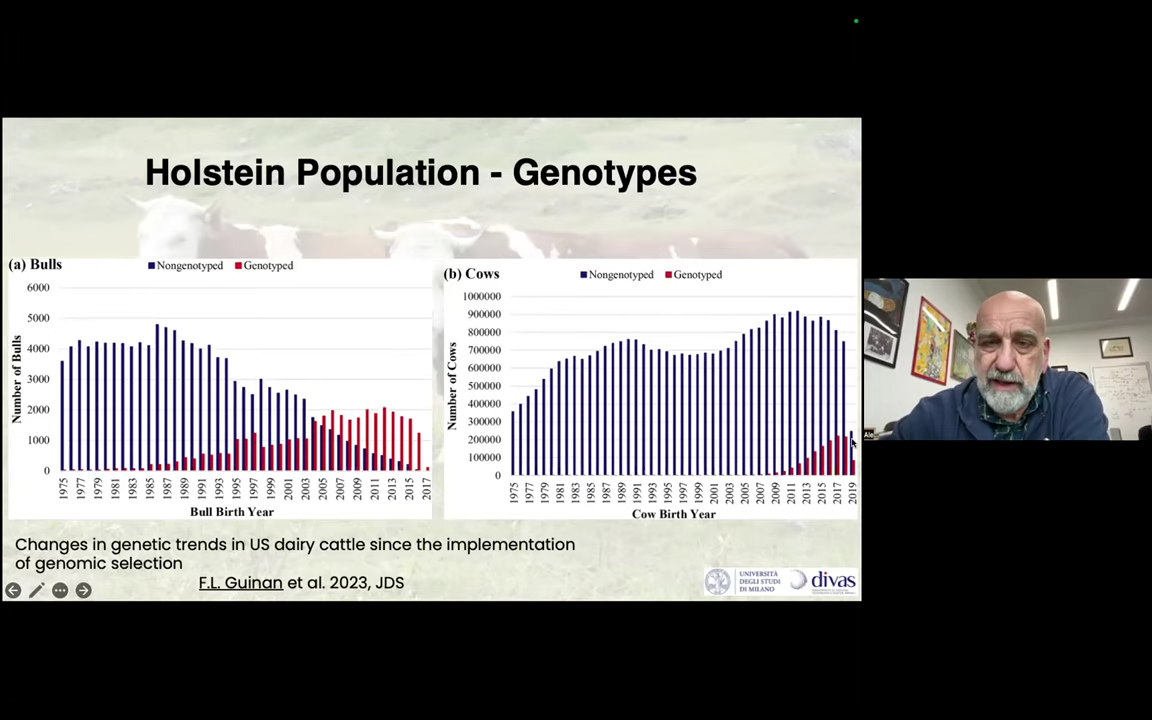 Holstein Population - Genotypes
(a) Bulls
Nongenotyped Genotyped
6000
5000
4000
3000
2000
1000
0
Number of Bulls
1975 1977 1979 1981 1983 1985 1987 1989 1991 1993 1995 1997 1999 2001 2003 2005 2007 2009 2011 2013 2015 2017
Bull Birth Year
(b) Cows
Nongenotyped Genotyped
1000000
900000
800000
700000
600000
500000
400000
300000
200000
100000
0
Number of Cows
1975 1977 1979 1981 1983 1985 1987 1989 1991 1993 1995 1997 1999 2001 2003 2005 2007 2009 2011 2013 2015 2017 2019
Cow Birth Year
Changes in genetic trends in US dairy cattle since the implementation
of genomic selection
F.L. Guinan et al. 2023, JDS
UNIVERSITÀ
DEGLI STUDI
DI MILANO
divas